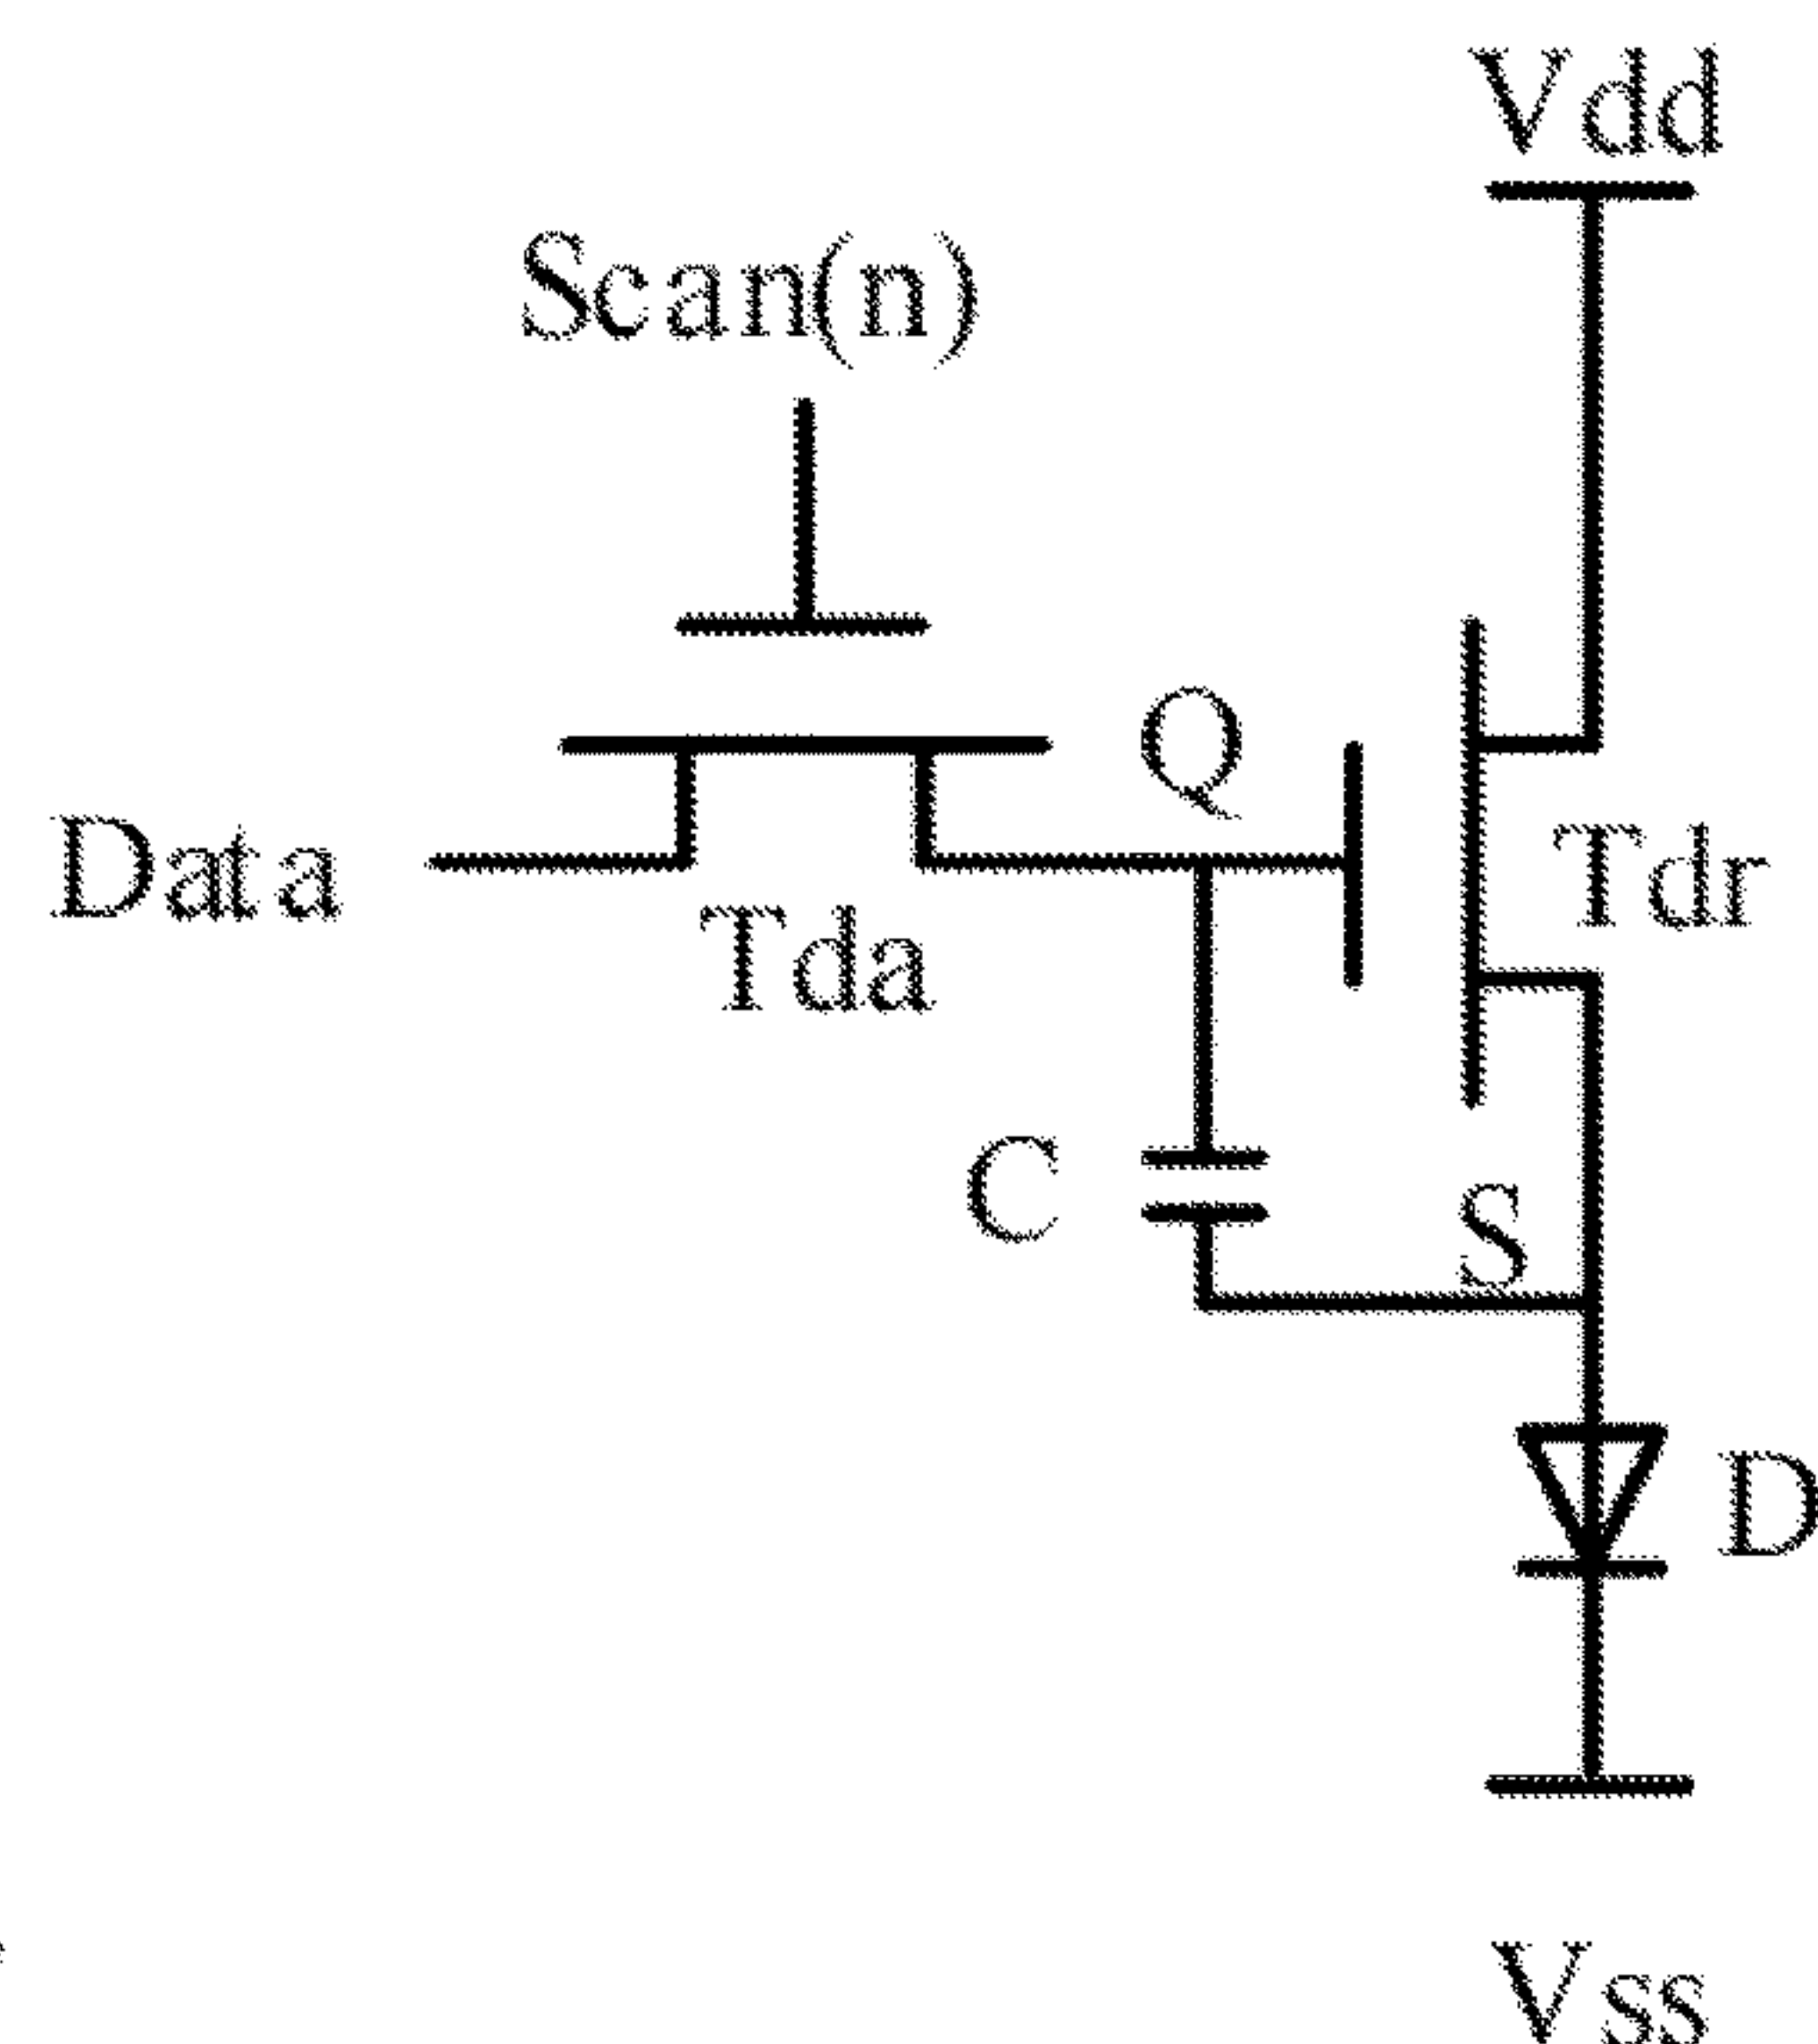 Vdd
Scan(n)
Q
Data
Tdr
Tda
C
S
D
Vss